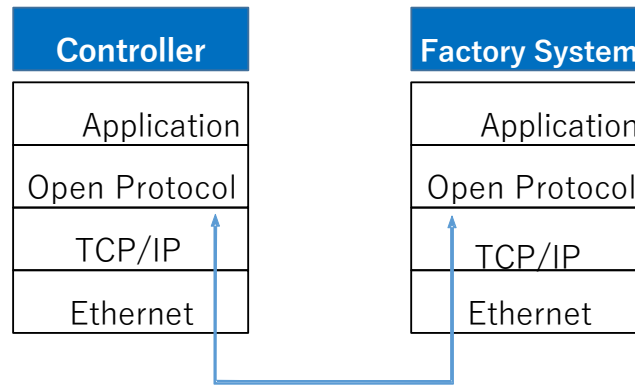 Controller
Application
Open Protocol
TCP/IP
Ethernet
Factory System
Application
Open Protocol
TCP/IP
Ethernet